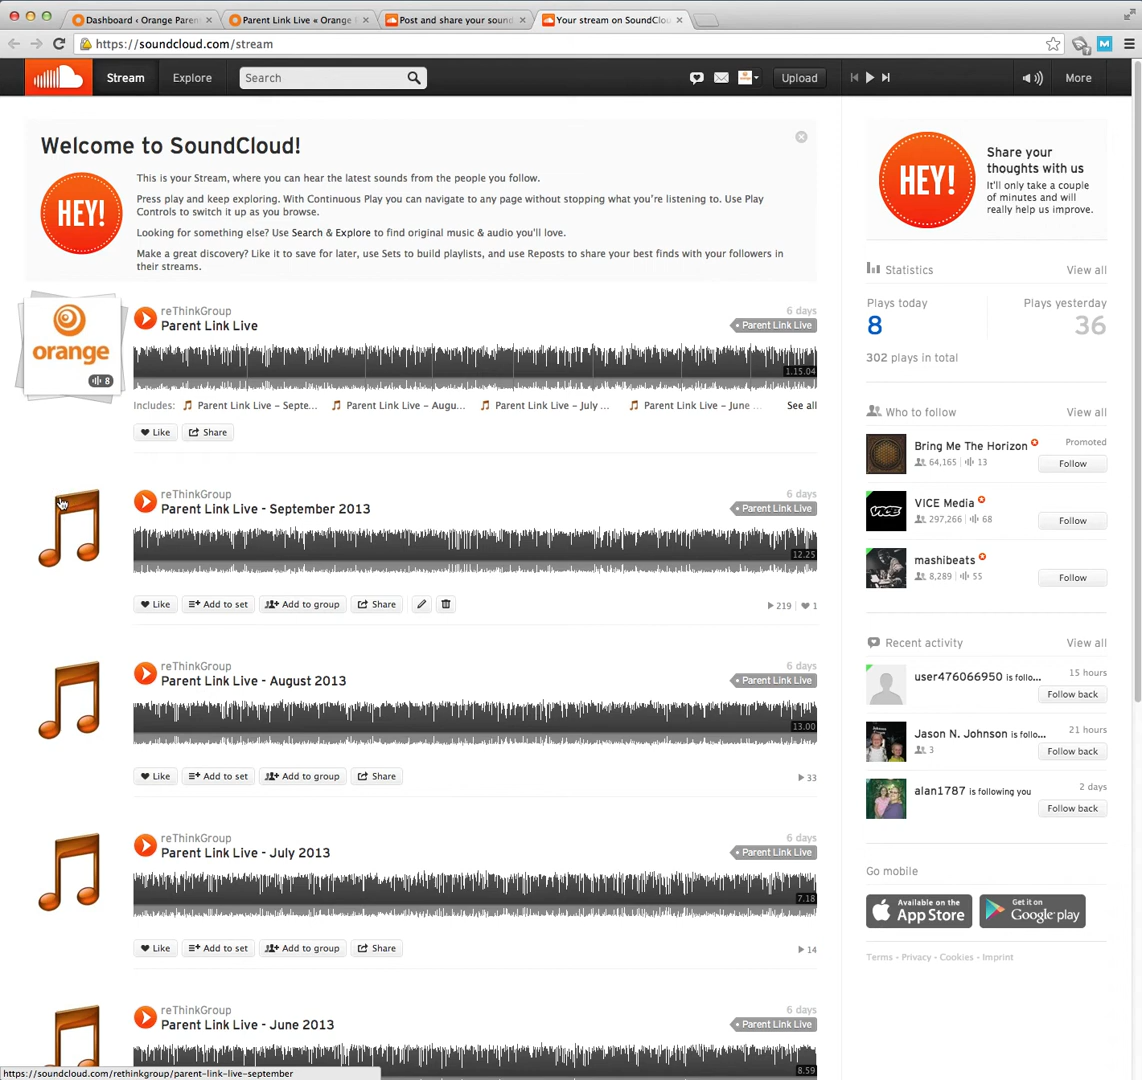 Dashboard ‹ Orange Paren
Parent Link Live « Orange
Post and share your sound
Your stream on SoundClou
https://soundcloud.com/stream
Stream
Explore
Search
Upload
More
Welcome to SoundCloud!
HEY!
This is your Stream, where you can hear the latest sounds from the people you follow.
Press play and keep exploring. With Continuous Play you can navigate to any page without stopping what you're listening to. Use Play
Controls to switch it up as you browse.
Looking for something else? Use Search & Explore to find original music & audio you'll love.
Make a great discovery? Like it to save for later, use Sets to build playlists, and use Reposts to share your best finds with your followers in
their streams.
orange
8
reThinkGroup
6 days
Parent Link Live
Parent Link Live
1.15.04
Includes: Parent Link Live – Septe... Parent Link Live – Augu... Parent Link Live – July ... Parent Link Live – June ... See all
Like Share
reThinkGroup
6 days
Parent Link Live - September 2013
Parent Link Live
12.25
Like Add to set Add to group Share
219 | 1
reThinkGroup
6 days
Parent Link Live - August 2013
Parent Link Live
13.00
Like Add to set Add to group Share
33
reThinkGroup
6 days
Parent Link Live - July 2013
Parent Link Live
7.18
Like Add to set Add to group Share
14
reThinkGroup
6 days
Parent Link Live - June 2013
Parent Link Live
8.59
https://soundcloud.com/rethinkgroup/parent-link-live-september
HEY!
Share your
thoughts with us
It'll only take a couple
of minutes and will
really help us improve.
Statistics
View all
Plays today
Plays yesterday
8
36
302 plays in total
Who to follow
View all
Bring Me The Horizon
Promoted
64,165 | 13
Follow
VICE
VICE Media
297,266 | 68
Follow
mashibeats
8,289 | 55
Follow
Recent activity
View all
user476066950 is follo...
15 hours
Follow back
Jason N. Johnson is follo...
21 hours
3
Follow back
alan1787 is following you
2 days
Follow back
Go mobile
Available on the
App Store
Get it on
Google play
Terms - Privacy - Cookies - Imprint